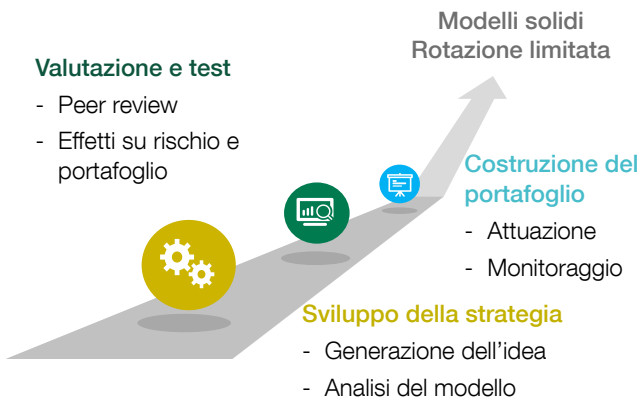 Modelli solidi
Rotazione limitata
Valutazione e test
- Peer review
- Effetti su rischio e
portafoglio
Costruzione del
portafoglio
- Attuazione
- Monitoraggio
Sviluppo della strategia
- Generazione dell'idea
- Analisi del modello